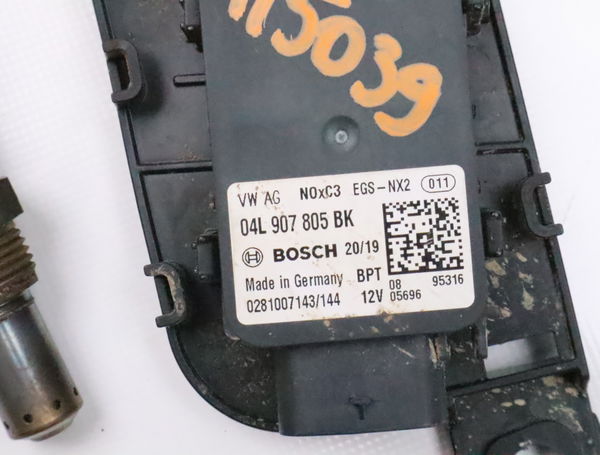 115039
VW AG NOxC3 EGS-NX2 011
04L 907 805 BK
BOSCH 20/19
Made in Germany BPT
0281007143/144 12V
08 95316
05696